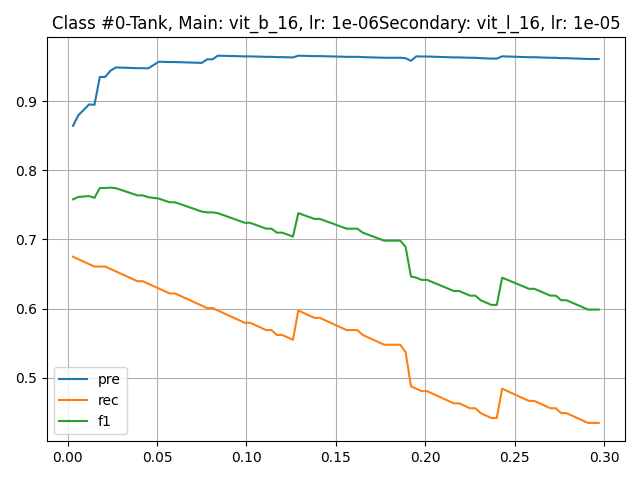 Class #0-Tank, Main: vit_b_16, lr: 1e-06Secondary: vit_l_16, lr: 1e-05
0.9
0.8
0.7
0.6
0.5
pre
rec
f1
0.00 0.05 0.10 0.15 0.20 0.25 0.30